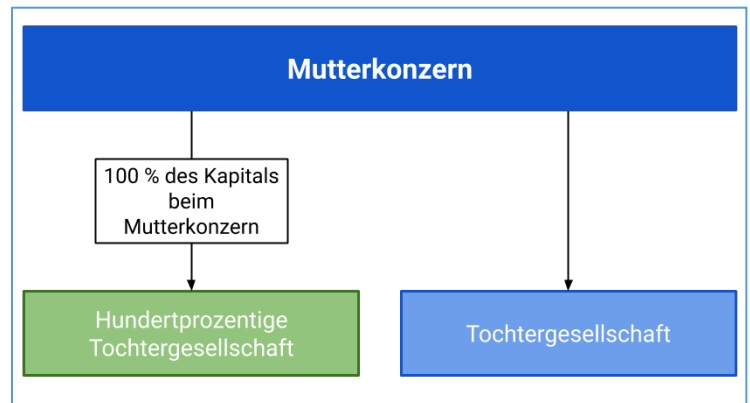 Mutterkonzern
100 % des Kapitals
beim
Mutterkonzern
Hundertprozentige
Tochtergesellschaft
Tochtergesellschaft